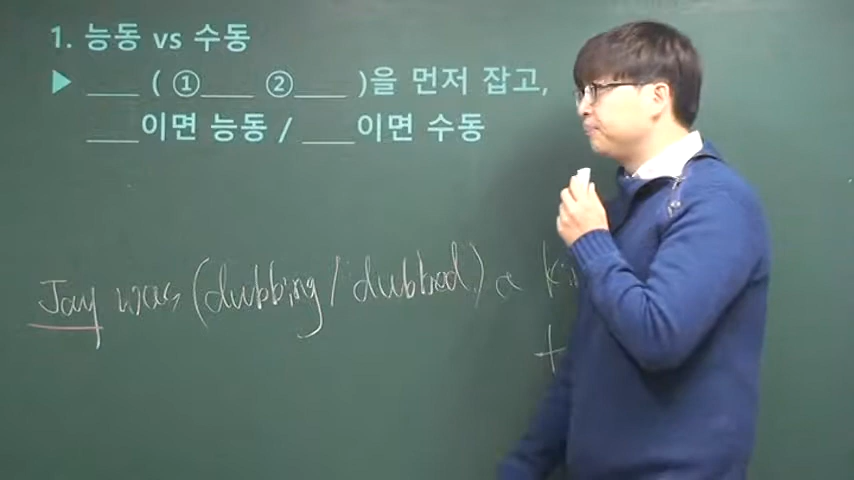 1. 능동 vs 수동
▶ ___ ( ①___ ②___ )을 먼저 잡고,
___이면 능동 / ___이면 수동
Jay was (dubbing / dubbed) a